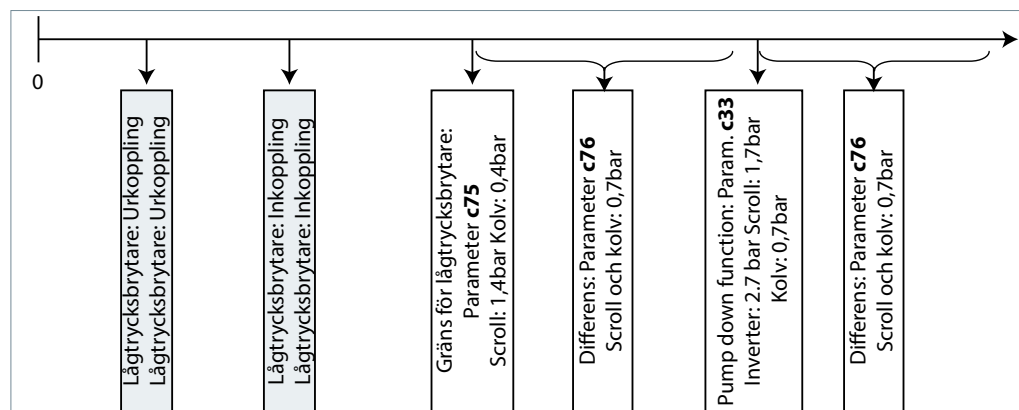 0
Lågtrycksbrytare: Urkoppling
Lågtrycksbrytare: Urkoppling
Lågtrycksbrytare: Inkoppling
Lågtrycksbrytare: Inkoppling
Gräns för lågtrycksbrytare:
Parameter c75
Scroll: 1,4bar Kolv: 0,4bar
Differens: Parameter c76
Scroll och kolv: 0,7bar
Pump down function: Param. c33
Inverter: 2.7 bar Scroll: 1,7bar
Kolv: 0,7bar
Differens: Parameter c76
Scroll och kolv: 0,7bar